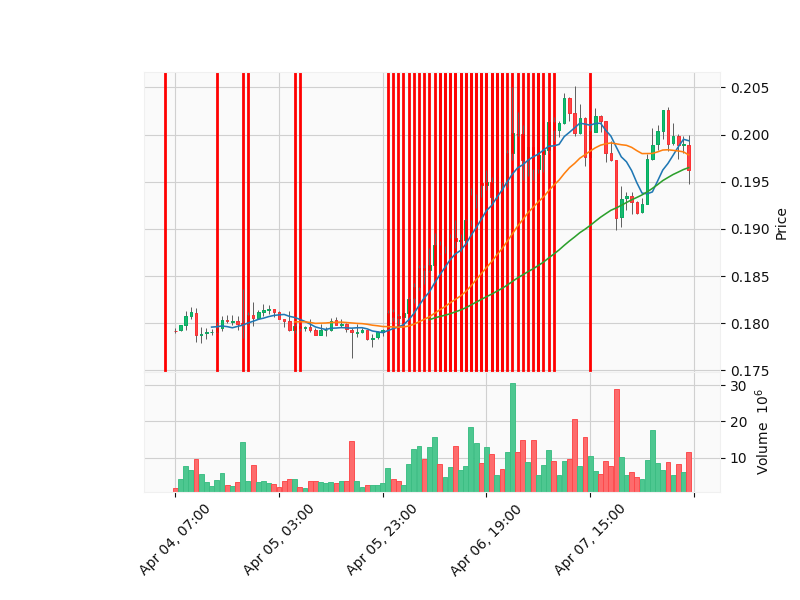 0.205
0.200
0.195
0.190
0.185
0.180
0.175
Price
30
20
10
Volume 10⁶
Apr 04, 07:00
Apr 05, 03:00
Apr 05, 23:00
Apr 06, 19:00
Apr 07, 15:00